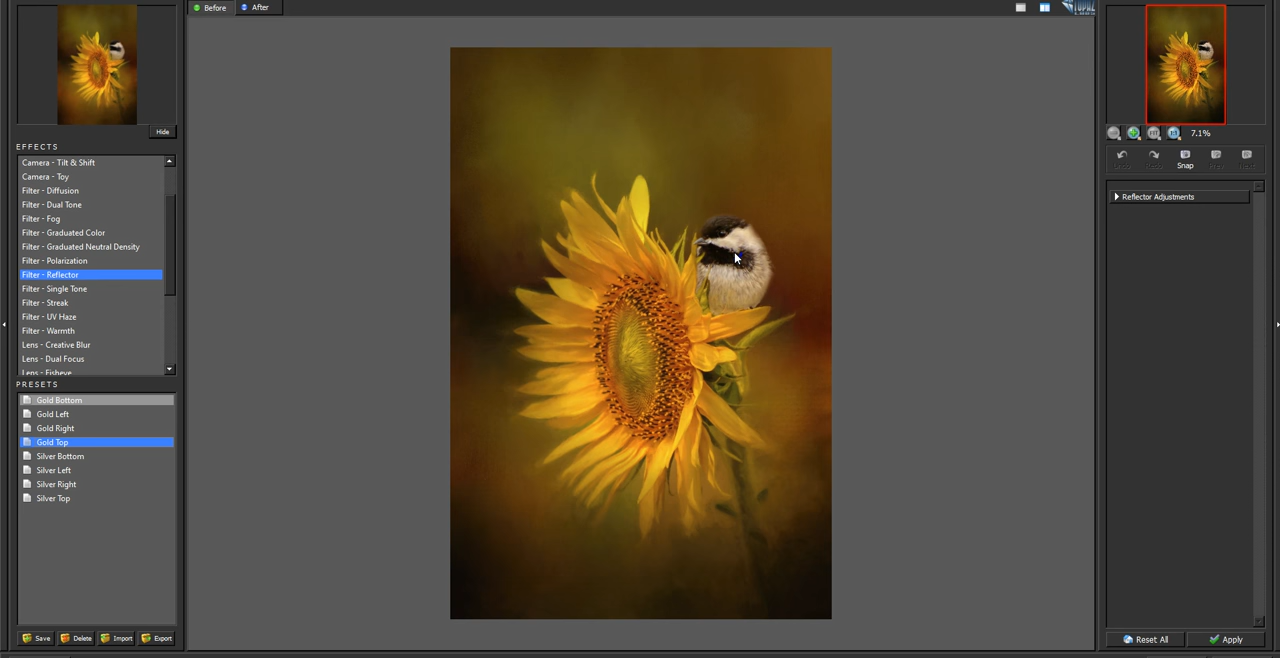 Before
After
TOPAZ
Hide
EFFECTS
Camera - Tilt & Shift
Camera - Toy
Filter - Diffusion
Filter - Dual Tone
Filter - Fog
Filter - Graduated Color
Filter - Graduated Neutral Density
Filter - Polarization
Filter - Reflector
Filter - Single Tone
Filter - Streak
Filter - UV Haze
Filter - Warmth
Lens - Creative Blur
Lens - Dual Focus
Lens - Fisheye
PRESETS
Gold Bottom
Gold Left
Gold Right
Gold Top
Silver Bottom
Silver Left
Silver Right
Silver Top
Save
Delete
Import
Export
7.1%
Snap
Reflector Adjustments
Reset All
Apply